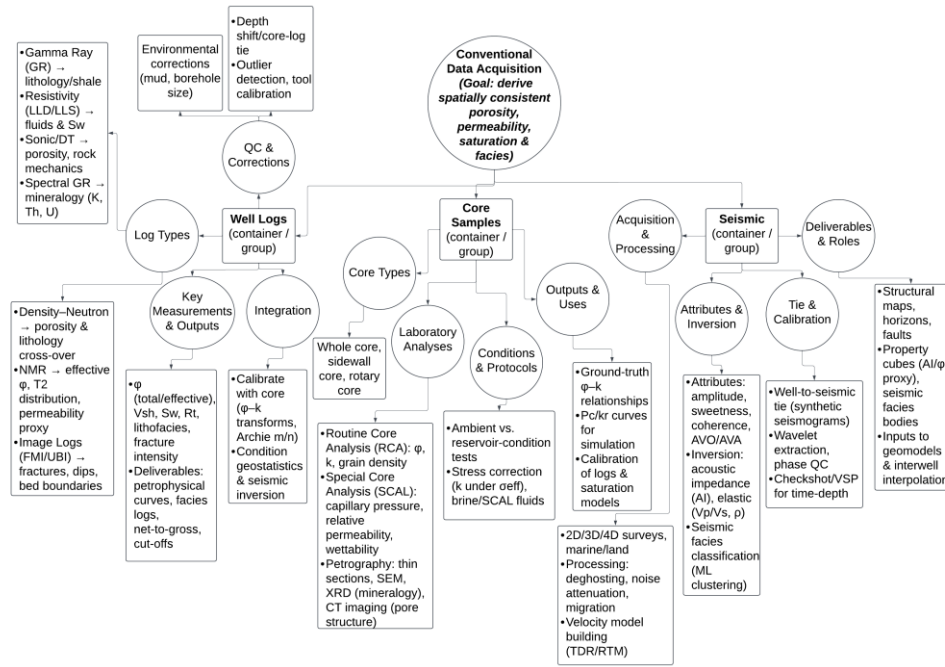 Conventional
Data Acquisition
(Goal: derive
spatially consistent
porosity,
permeability,
saturation &
facies)
•Depth
shift/core-log
tie
•Outlier
detection, tool
calibration
Environmental
corrections
(mud, borehole
size)
•Gamma Ray
(GR) → lithology/shale
•Resistivity
(LLD/LLS) →
fluids & Sw
•Sonic/DT →
porosity, rock
mechanics
•Spectral GR →
mineralogy (K,
Th, U)
QC &
Corrections
Log Types
Well Logs
(container /
group)
Key
Measurements
& Outputs
Integration
•Density–Neutron
→ porosity &
lithology
cross-over
•NMR → effective
φ, T2
distribution,
permeability
proxy
•Image Logs
(FMI/UBI) →
fractures, dips,
bed boundaries
•φ
(total/effective),
Vsh, Sw, Rt,
lithofacies,
fracture
intensity
•Deliverables:
petrophysical
curves, facies
logs,
net-to-gross,
cut-offs
•Calibrate
with core
(φ–k
transforms,
Archie m/n)
•Condition
geostatistics
& seismic
inversion
Core
Samples
(container /
group)
Core Types
Laboratory
Analyses
Conditions
& Protocols
Outputs &
Uses
Whole core,
sidewall
core, rotary
core
•Routine Core
Analysis (RCA): φ,
k, grain density
•Special Core
Analysis (SCAL):
capillary pressure,
relative
permeability,
wettability
•Petrography: thin
sections, SEM,
XRD (mineralogy),
CT imaging (pore
structure)
•Ambient vs.
reservoir-condition
tests
•Stress correction
(k under σeff),
brine/SCAL fluids
•Ground-truth
φ–k
relationships
•Pc/kr curves for
simulation
•Calibration
of logs &
saturation
models
Acquisition
&
Processing
Seismic
(container /
group)
Deliverables
& Roles
Attributes &
Inversion
Tie &
Calibration
•2D/3D/4D surveys,
marine/land
•Processing:
deghosting, noise
attenuation,
migration
•Velocity model
building
(TDR/RTM)
•Attributes:
amplitude,
sweetness,
coherence,
AVO/AVA
•Inversion:
acoustic
impedance
(AI), elastic
(Vp/Vs, ρ)
•Seismic
facies
classification
(ML
clustering)
•Well-to-seismic
tie (synthetic
seismograms)
•Wavelet
extraction,
phase QC
•Checkshot/VSP
for time-depth
•Structural
maps,
horizons,
faults
•Property
cubes (AI/φ
proxy),
seismic facies
bodies
•Inputs to
geomodels &
interwell
interpolation